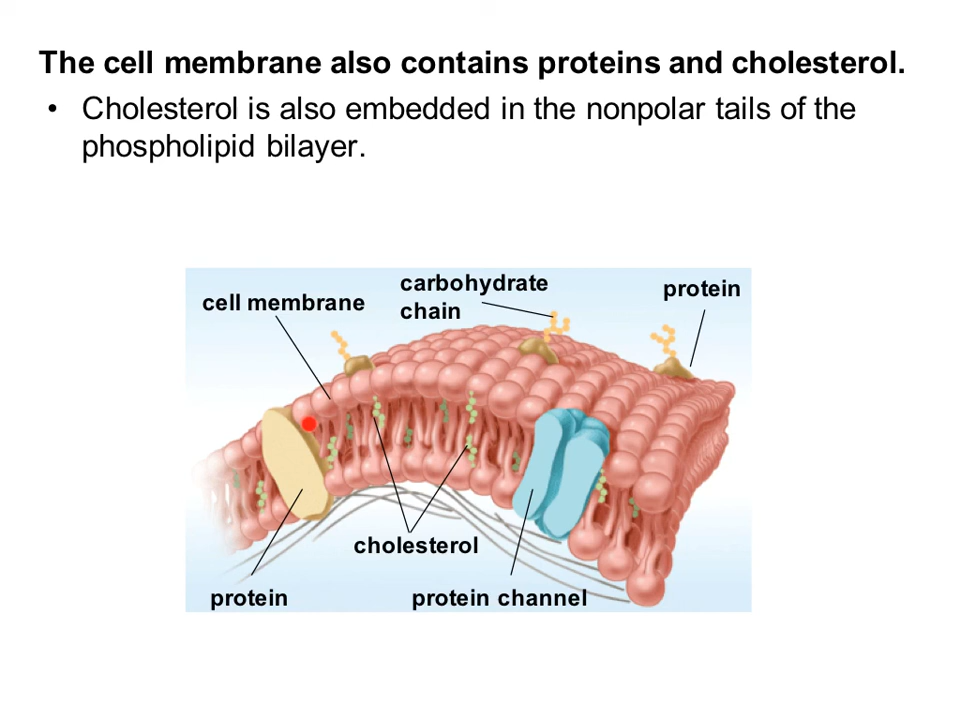 The cell membrane also contains proteins and cholesterol.
• Cholesterol is also embedded in the nonpolar tails of the
phospholipid bilayer.
carbohydrate
chain
protein
cell membrane
cholesterol
protein
protein channel